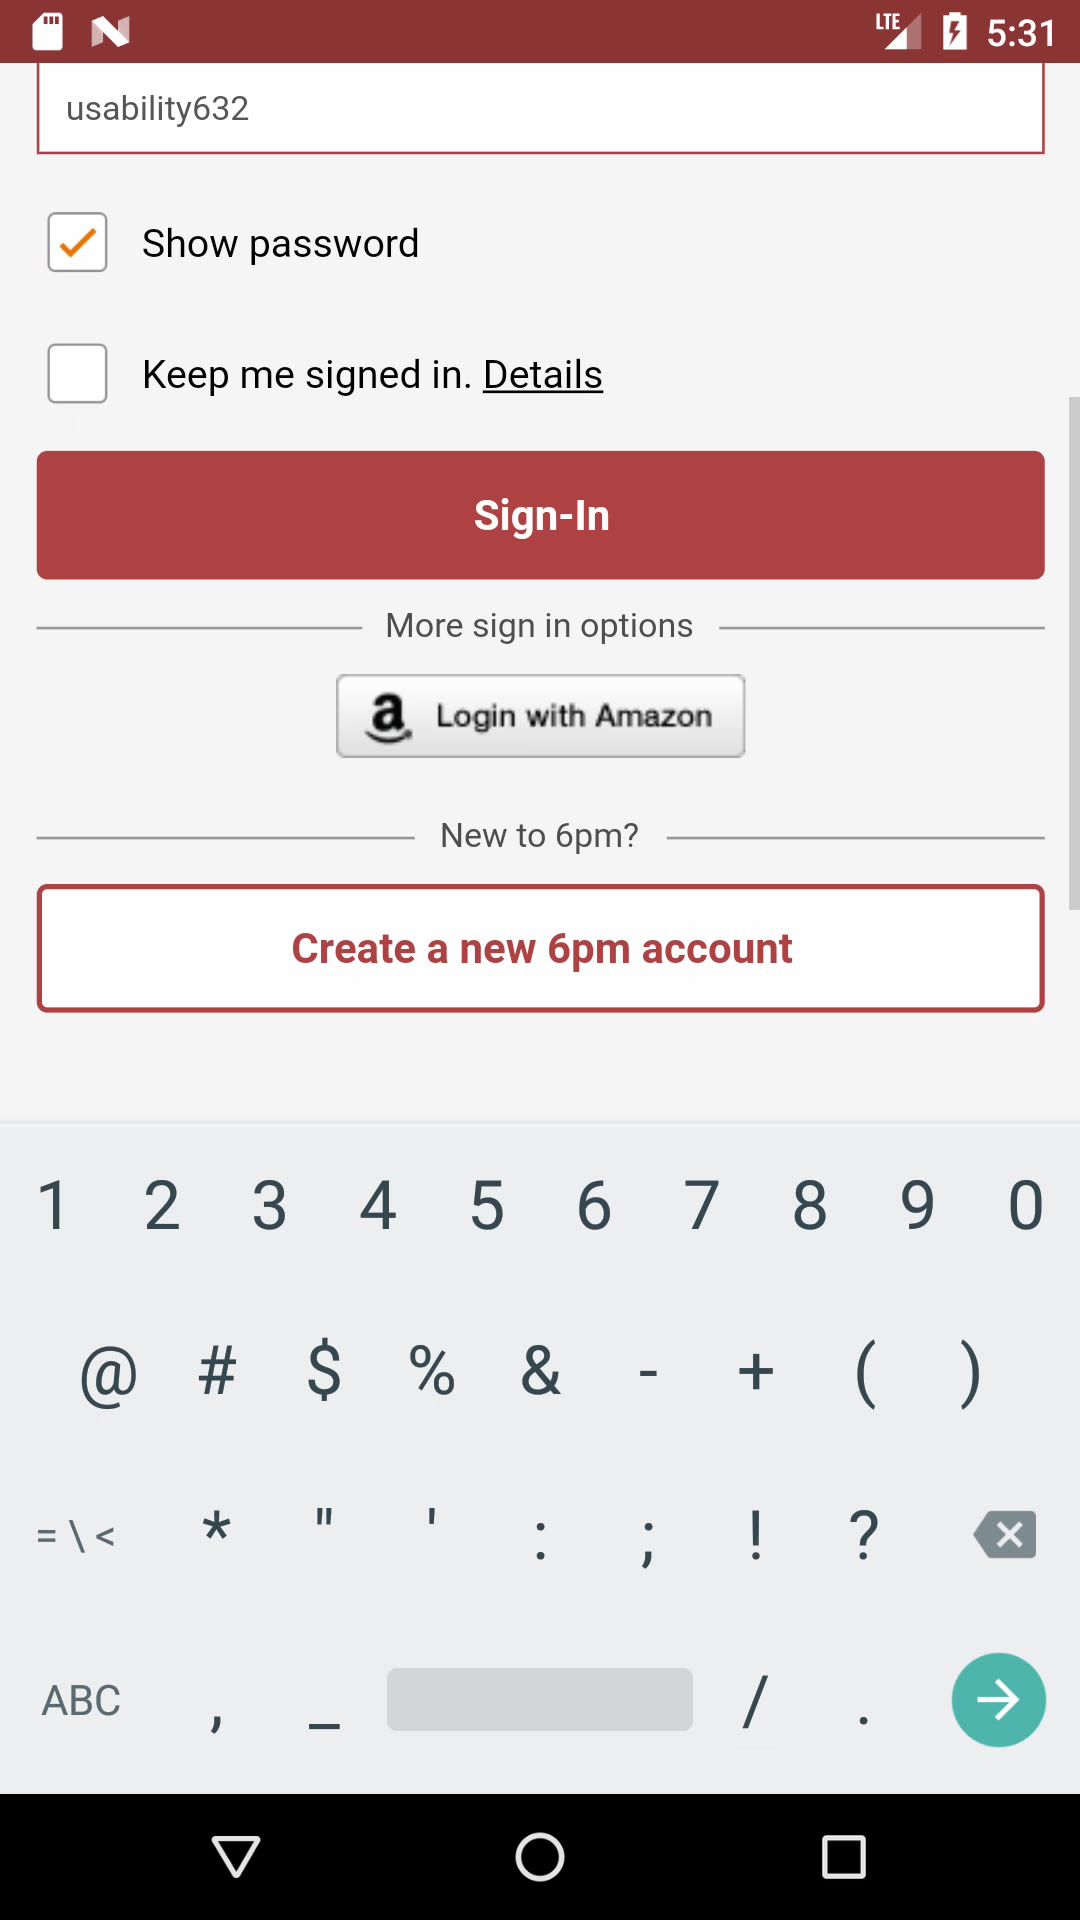 LTE 5:31
usability632
Show password
Keep me signed in. Details
Sign-In
More sign in options
a Login with Amazon
New to 6pm?
Create a new 6pm account
1 2 3 4 5 6 7 8 9 0
@ # $ % & - + ( )
= \ < * " ' : ; ! ?
ABC , _ / .